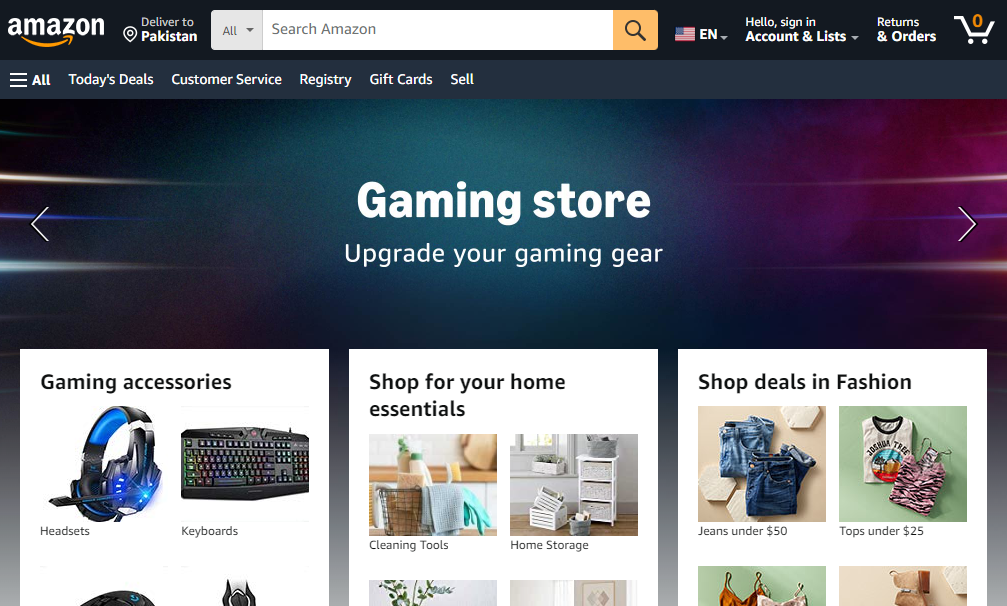 amazon
Deliver to
Pakistan
All
Search Amazon
EN
Hello, sign in
Account & Lists
Returns
& Orders
0
All
Today's Deals
Customer Service
Registry
Gift Cards
Sell
Gaming store
Upgrade your gaming gear
Gaming accessories
Headsets
Keyboards
Shop for your home
essentials
Cleaning Tools
Home Storage
Shop deals in Fashion
JOSHUA TREE
Jeans under $50
Tops under $25